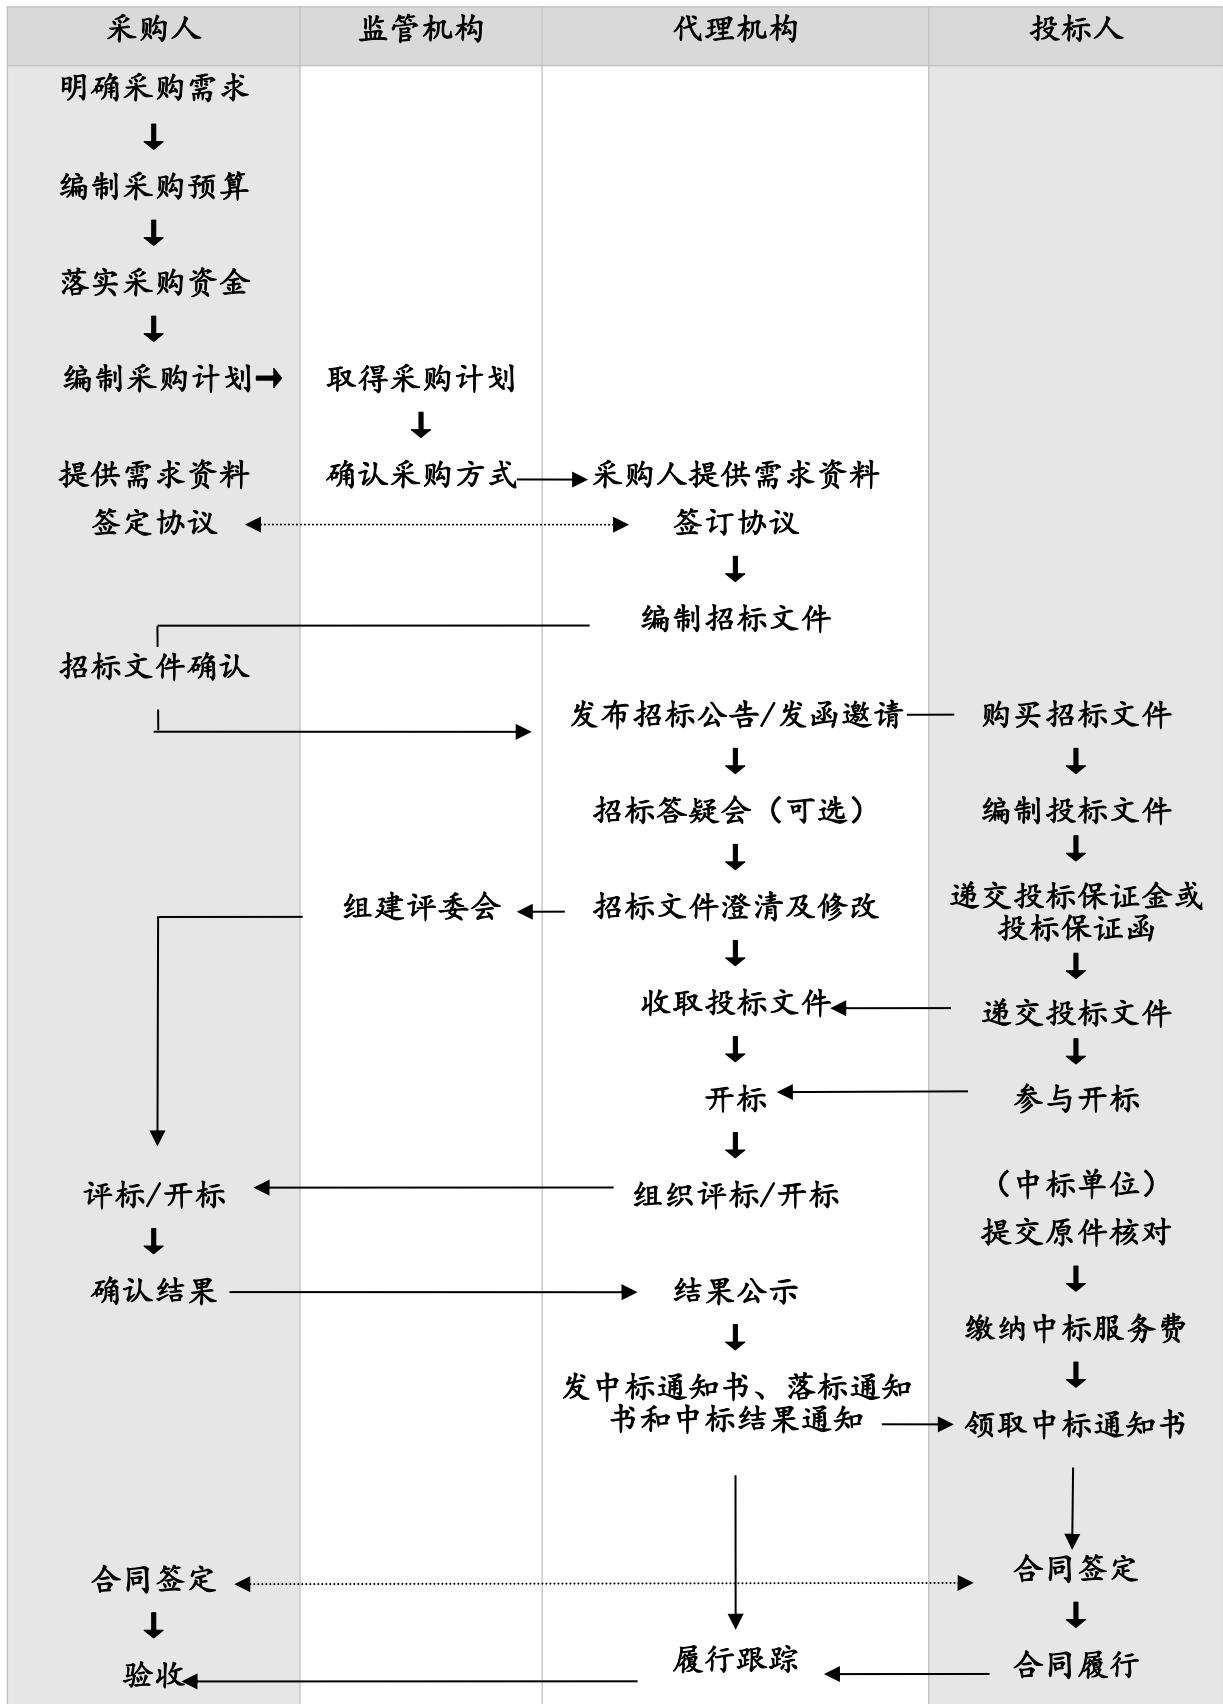 采购人 监管机构 代理机构 投标人
明确采购需求
编制采购预算
落实采购资金
编制采购计划 取得采购计划
提供需求资料 确认采购方式 采购人提供需求资料
签定协议 签订协议
编制招标文件
招标文件确认
发布招标公告/发函邀请 购买招标文件
招标答疑会（可选） 编制投标文件
组建评委会 招标文件澄清及修改 递交投标保证金或
投标保证函
收取投标文件 递交投标文件
开标 参与开标
评标/开标 组织评标/开标 （中标单位）
提交原件核对
确认结果 结果公示
缴纳中标服务费
发中标通知书、落标通知
书和中标结果通知 领取中标通知书
合同签定 合同签定
验收 履行跟踪 合同履行